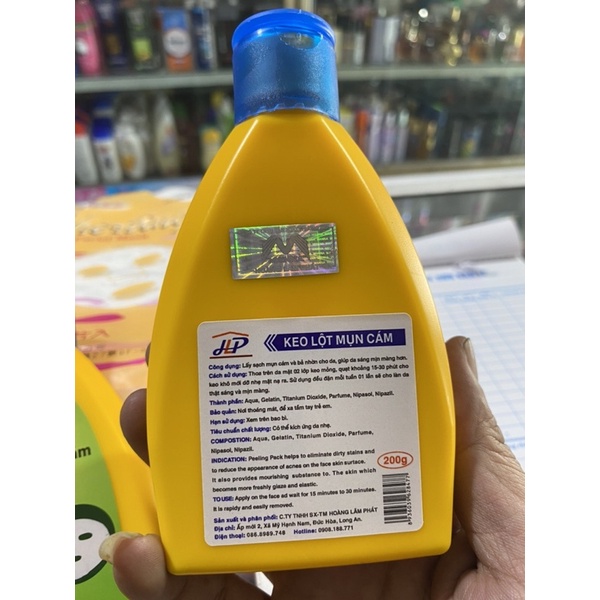 HLP
KEO LỘT MỤN CÁM
Công dụng: Lấy sạch mụn cám và bả nhờn cho da, giúp da sáng mịn màng hơn.
Cách sử dụng: Thoa trên da mặt 02 lớp keo mỏng, quạt khoảng 15-30 phút cho
keo khô mới dở nhẹ mặt nạ ra. Sử dụng đều đặn mỗi tuần 01 lần sẽ cho làn da
thật sáng và mịn màng.
Thành phần: Aqua, Gelatin, Titanium Dioxide, Parfume, Nipasol, Nipazil.
Bảo quản: Nơi thoáng mát, để xa tầm tay trẻ em.
Hạn sử dụng: Xem trên bao bì.
Tiêu chuẩn chất lượng: Có thể kích ứng da nhẹ.
COMPOSTION: Aqua, Gelatin, Titanium Dioxide, Parfume,
Nipasol, Nipazil.
INDICATION: Peeling Pack helps to eliminate dirty stains and
to reduce the appearance of acnes on the face skin surface.
it also provides nourishing substance to. The skin which
becomes more freshly glaze and elastic.
TO USE: Apply on the face ad wait for 15 minutes to 30 minutes.
It is rapid and easily removed.
200g
Sản xuất và phân phối: C.TY TNHH SX-TM HOÀNG LÂM PHÁT
Địa chỉ: Ấp mới 2, Xã Mỹ Hạnh Nam, Đức Hòa, Long An.
Điện thoại: 086.8989.748 Hotline: 0908.188.771